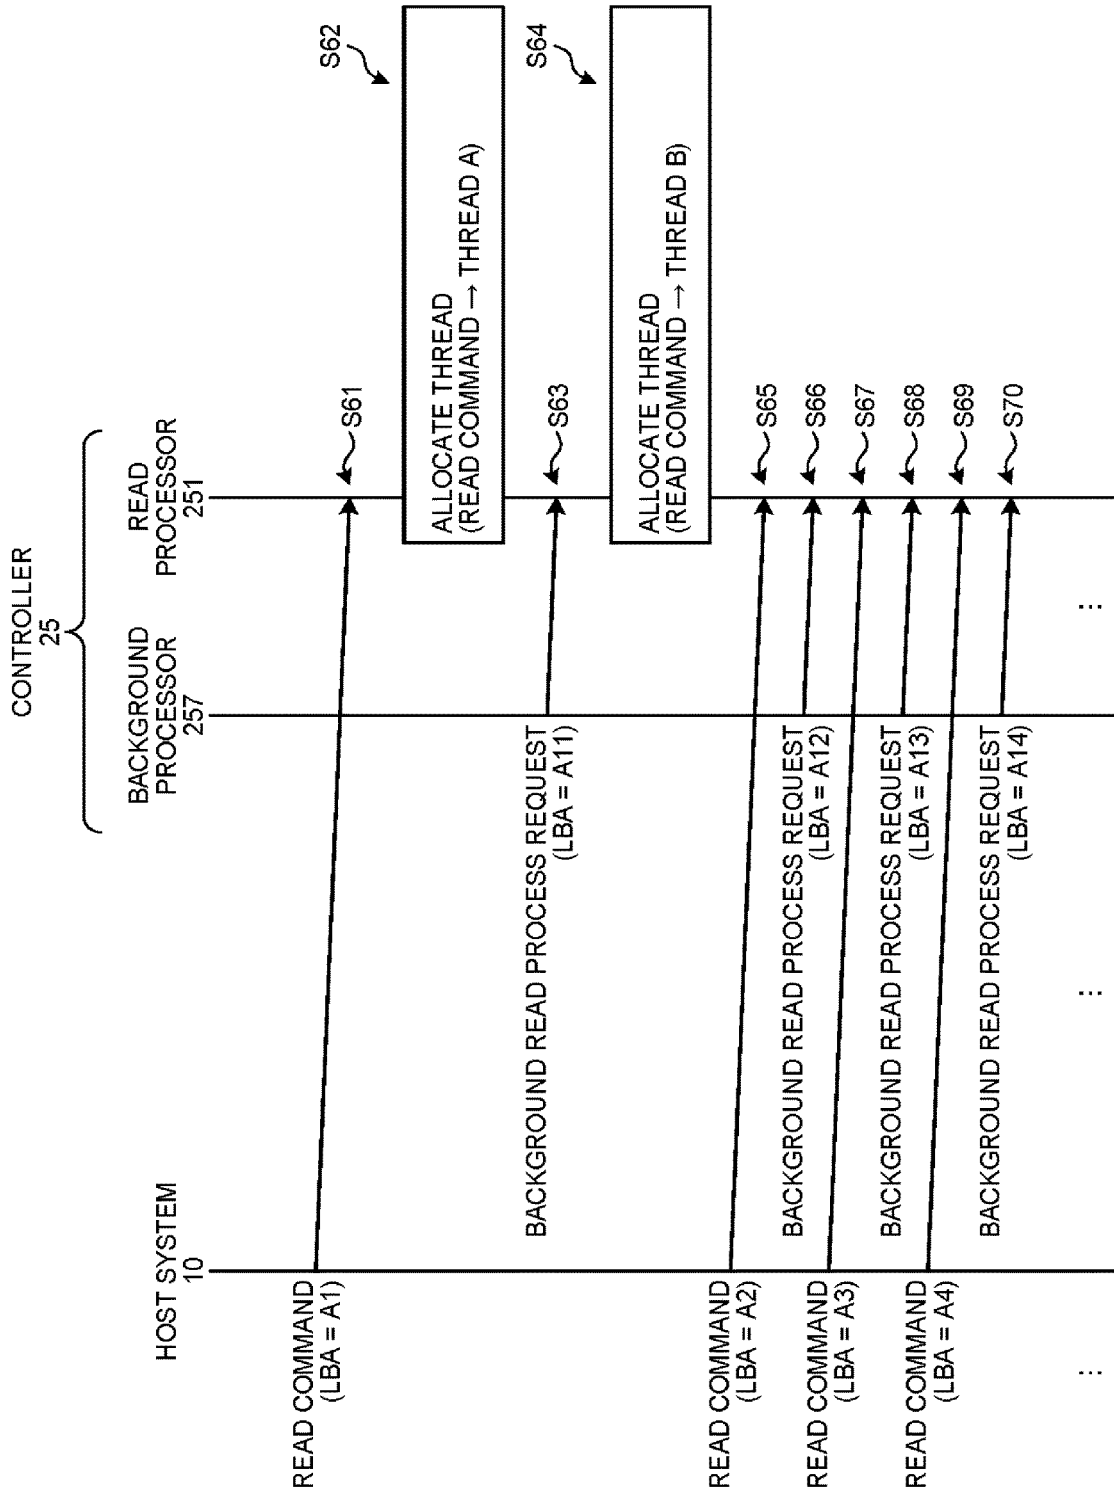 CONTROLLER
25
HOST SYSTEM
10
BACKGROUND
PROCESSOR
257
READ
PROCESSOR
251
READ COMMAND
(LBA = A1)
S61
S62
ALLOCATE THREAD
(READ COMMAND → THREAD A)
BACKGROUND READ PROCESS REQUEST
(LBA = A11)
S63
S64
ALLOCATE THREAD
(READ COMMAND → THREAD B)
READ COMMAND
(LBA = A2)
S65
BACKGROUND READ PROCESS REQUEST
(LBA = A12)
S66
READ COMMAND
(LBA = A3)
S67
BACKGROUND READ PROCESS REQUEST
(LBA = A13)
S68
READ COMMAND
(LBA = A4)
S69
BACKGROUND READ PROCESS REQUEST
(LBA = A14)
S70
...
...
...